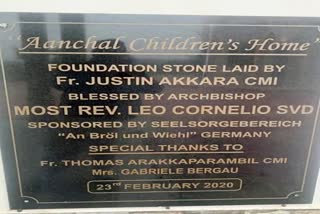 "Aanchal Children's Home"
FOUNDATION STONE LAID BY
Fr. JUSTIN AKKARA CMI
BLESSED BY ARCHBISHOP
MOST REV. LEO CORNELIO SVD
SPONSORED BY SEELSORGEBEREICH
"An Bröl und Wiehl" GERMANY
SPECIAL THANKS TO
Fr. THOMAS ARAKKAPARAMBIL CMI
Mrs. GABRIELE BERGAU
23rd FEBRUARY 2020